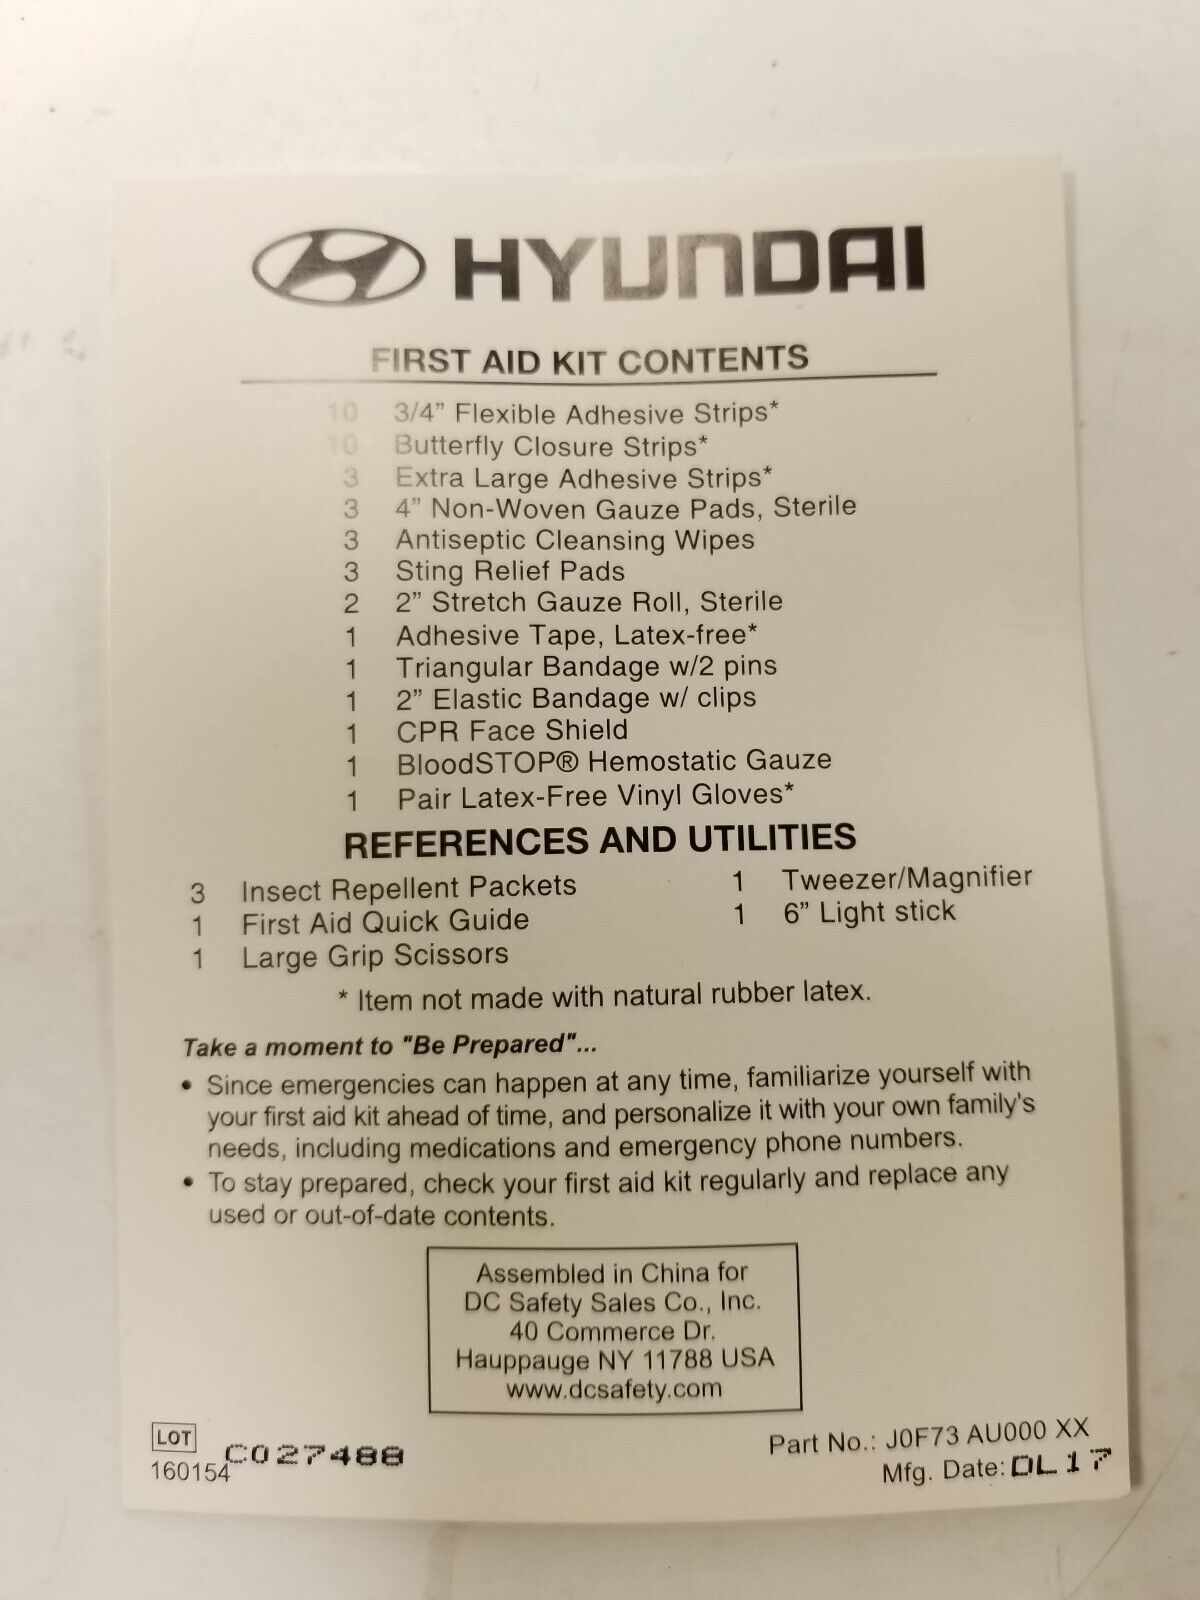 HYUNDAI
FIRST AID KIT CONTENTS
10 3/4” Flexible Adhesive Strips*
10 Butterfly Closure Strips*
3 Extra Large Adhesive Strips*
3 4” Non-Woven Gauze Pads, Sterile
3 Antiseptic Cleansing Wipes
3 Sting Relief Pads
2 2” Stretch Gauze Roll, Sterile
1 Adhesive Tape, Latex-free*
1 Triangular Bandage w/2 pins
1 2” Elastic Bandage w/ clips
1 CPR Face Shield
1 BloodSTOP® Hemostatic Gauze
1 Pair Latex-Free Vinyl Gloves*
REFERENCES AND UTILITIES
3 Insect Repellent Packets 1 Tweezer/Magnifier
1 First Aid Quick Guide 1 6” Light stick
1 Large Grip Scissors
* Item not made with natural rubber latex.
Take a moment to "Be Prepared"...
• Since emergencies can happen at any time, familiarize yourself with
your first aid kit ahead of time, and personalize it with your own family's
needs, including medications and emergency phone numbers.
• To stay prepared, check your first aid kit regularly and replace any
used or out-of-date contents.
Assembled in China for
DC Safety Sales Co., Inc.
40 Commerce Dr.
Hauppauge NY 11788 USA
www.dcsafety.com
LOT C027488 Part No.: J0F73 AU000 XX
160154 Mfg. Date: DL17